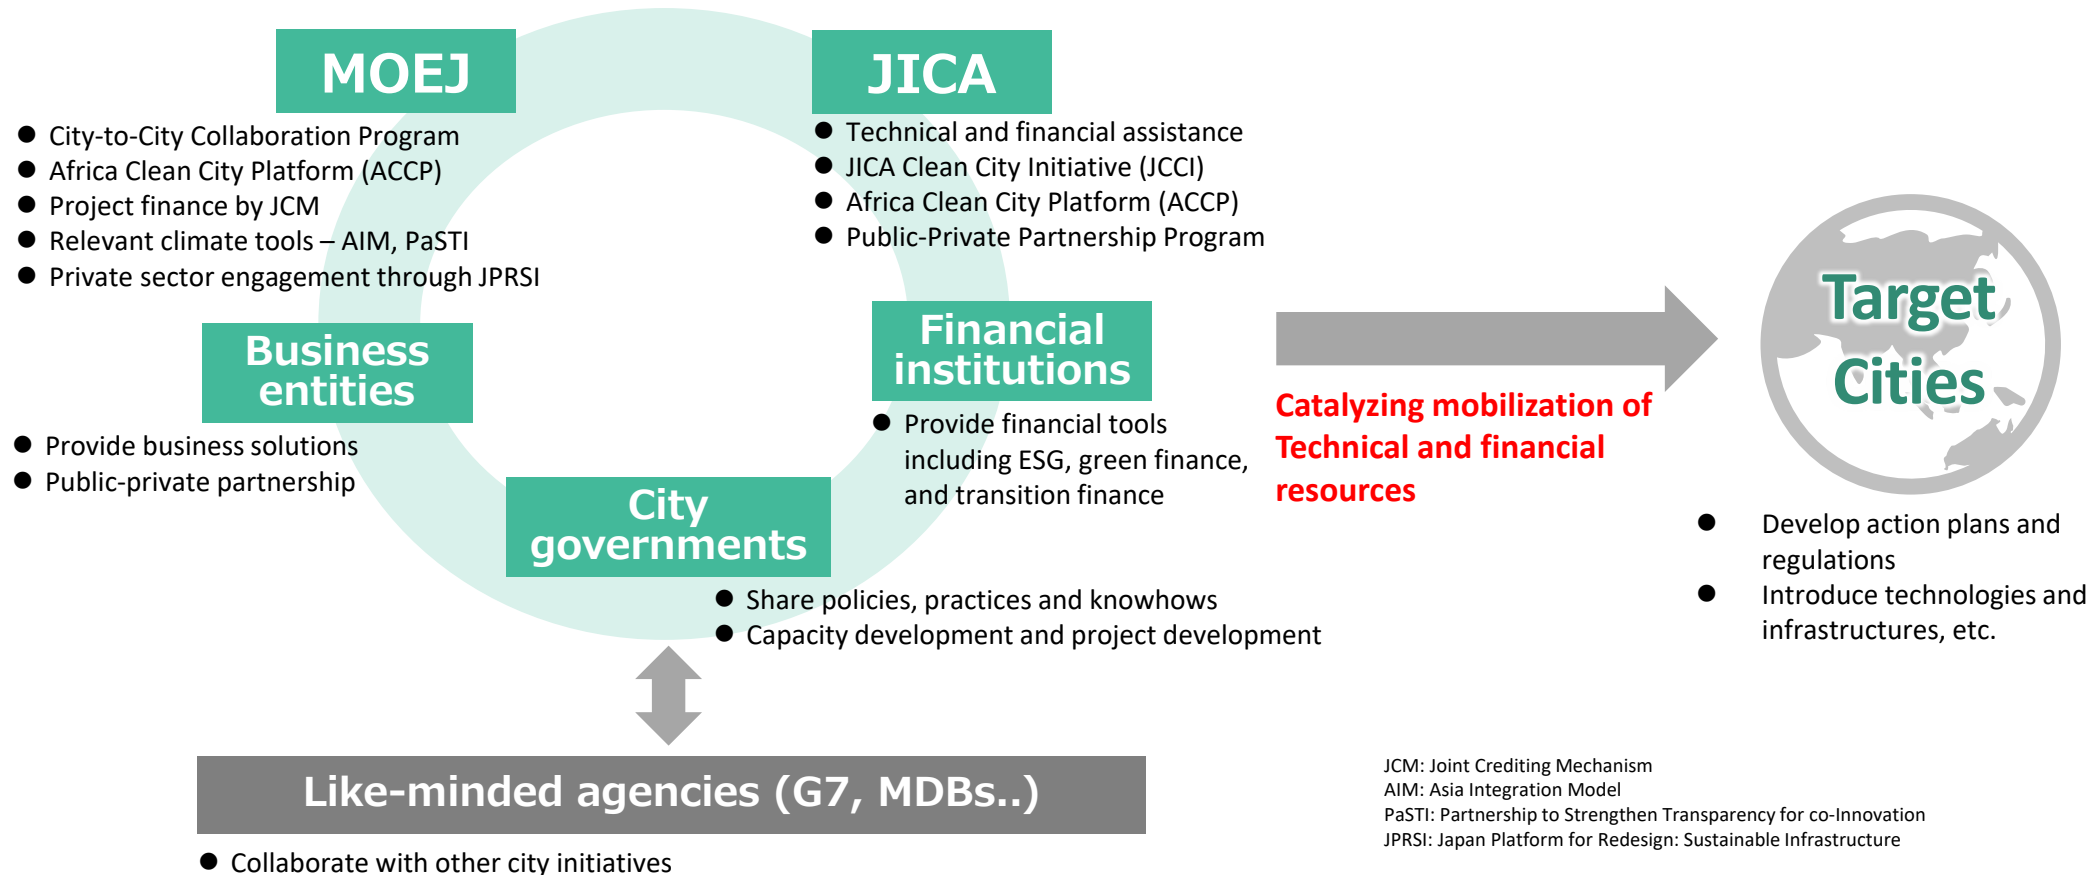 MOEJ
● City-to-City Collaboration Program
● Africa Clean City Platform (ACCP)
● Project finance by JCM
● Relevant climate tools – AIM, PaSTI
● Private sector engagement through JPRSI
JICA
● Technical and financial assistance
● JICA Clean City Initiative (JCCI)
● Africa Clean City Platform (ACCP)
● Public-Private Partnership Program
Business
entities
● Provide business solutions
● Public-private partnership
Financial
institutions
● Provide financial tools
including ESG, green finance,
and transition finance
City
governments
● Share policies, practices and knowhows
● Capacity development and project development
Catalyzing mobilization of
Technical and financial
resources
Target
Cities
● Develop action plans and
regulations
● Introduce technologies and
infrastructures, etc.
Like-minded agencies (G7, MDBs..)
● Collaborate with other city initiatives
JCM: Joint Crediting Mechanism
AIM: Asia Integration Model
PaSTI: Partnership to Strengthen Transparency for co-Innovation
JPRSI: Japan Platform for Redesign: Sustainable Infrastructure